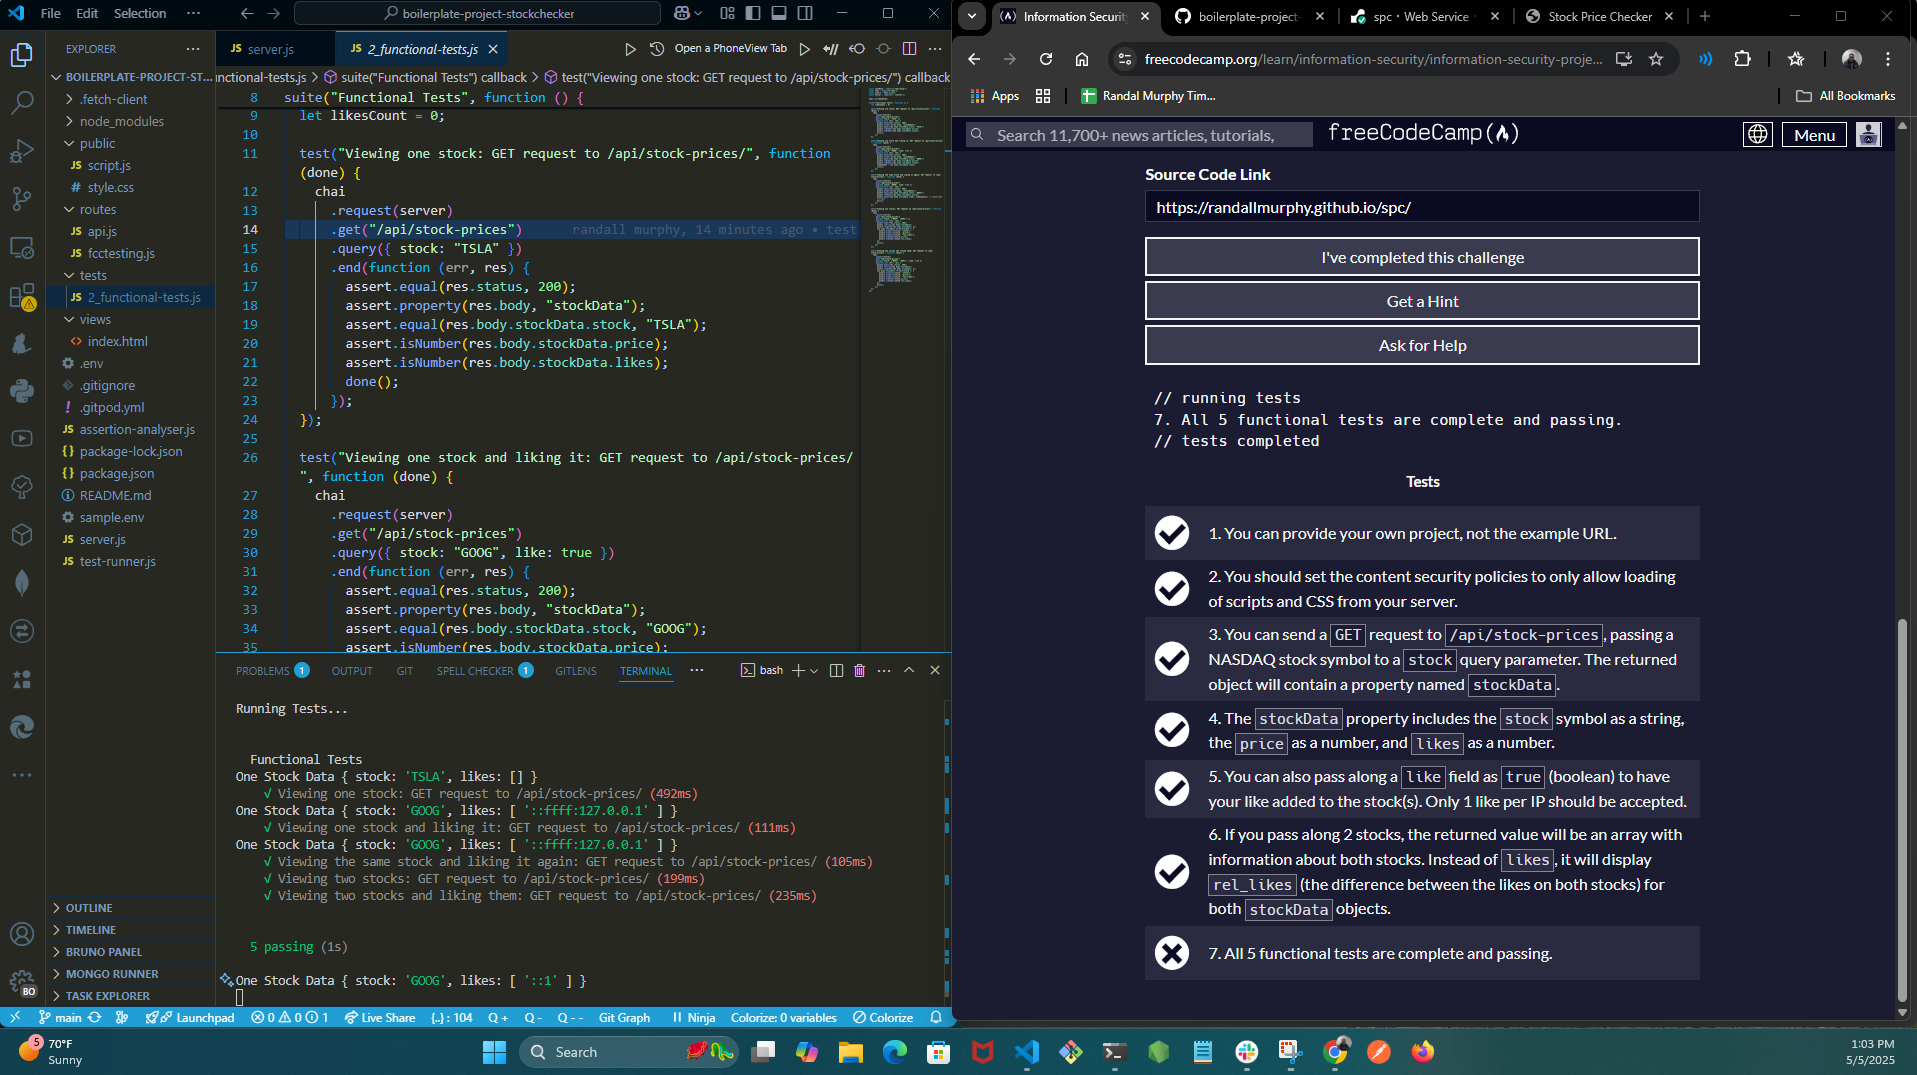 File Edit Selection ··· boilerplate-project-stockchecker
EXPLORER ···
BOILERPLATE-PROJECT-ST...
.fetch-client
node_modules
public
JS script.js
# style.css
routes
JS api.js
JS fcctesting.js
tests
JS 2_functional-tests.js
views
<> index.html
.env
.gitignore
! .gitpod.yml
JS assertion-analyser.js
{} package-lock.json
{} package.json
README.md
sample.env
JS server.js
JS test-runner.js
OUTLINE
TIMELINE
BRUNO PANEL
MONGO RUNNER
TASK EXPLORER
BO
JS server.js JS 2_functional-tests.js Open a PhoneView Tab ···
nctional-tests.js > suite("Functional Tests") callback > test("Viewing one stock: GET request to /api/stock-prices/") callback
8 suite("Functional Tests", function () {
9 let likesCount = 0;
10
11 test("Viewing one stock: GET request to /api/stock-prices/", function
(done) {
12 chai
13 .request(server)
14 .get("/api/stock-prices") randall murphy, 14 minutes ago • test
15 .query({ stock: "TSLA" })
16 .end(function (err, res) {
17 assert.equal(res.status, 200);
18 assert.property(res.body, "stockData");
19 assert.equal(res.body.stockData.stock, "TSLA");
20 assert.isNumber(res.body.stockData.price);
21 assert.isNumber(res.body.stockData.likes);
22 done();
23 });
24 });
25
26 test("Viewing one stock and liking it: GET request to /api/stock-prices/
", function (done) {
27 chai
28 .request(server)
29 .get("/api/stock-prices")
30 .query({ stock: "GOOG", like: true })
31 .end(function (err, res) {
32 assert.equal(res.status, 200);
33 assert.property(res.body, "stockData");
34 assert.equal(res.body.stockData.stock, "GOOG");
35 assert.isNumber(res.body.stockData.price);
PROBLEMS 1 OUTPUT GIT SPELL CHECKER 1 GITLENS TERMINAL ··· bash
Running Tests...
Functional Tests
One Stock Data { stock: 'TSLA', likes: [] }
√ Viewing one stock: GET request to /api/stock-prices/ (492ms)
One Stock Data { stock: 'GOOG', likes: [ '::ffff:127.0.0.1' ] }
√ Viewing one stock and liking it: GET request to /api/stock-prices/ (111ms)
One Stock Data { stock: 'GOOG', likes: [ '::ffff:127.0.0.1' ] }
√ Viewing the same stock and liking it again: GET request to /api/stock-prices/ (105ms)
√ Viewing two stocks: GET request to /api/stock-prices/ (199ms)
√ Viewing two stocks and liking them: GET request to /api/stock-prices/ (235ms)
5 passing (1s)
One Stock Data { stock: 'GOOG', likes: [ '::1' ] }
main Launchpad 0 0 1 Live Share {..} : 104 Q + Q - Q - - Git Graph Ninja Colorize: 0 variables Colorize
Information Security boilerplate-project- spc · Web Service Stock Price Checker
freecodecamp.org/learn/information-security/information-security-proje...
Apps Randal Murphy Tim... All Bookmarks
Search 11,700+ news articles, tutorials, freeCodeCamp Menu
Source Code Link
https://randallmurphy.github.io/spc/
I've completed this challenge
Get a Hint
Ask for Help
// running tests
7. All 5 functional tests are complete and passing.
// tests completed
Tests
1. You can provide your own project, not the example URL.
2. You should set the content security policies to only allow loading
of scripts and CSS from your server.
3. You can send a GET request to /api/stock-prices, passing a
NASDAQ stock symbol to a stock query parameter. The returned
object will contain a property named stockData.
4. The stockData property includes the stock symbol as a string,
the price as a number, and likes as a number.
5. You can also pass along a like field as true (boolean) to have
your like added to the stock(s). Only 1 like per IP should be accepted.
6. If you pass along 2 stocks, the returned value will be an array with
information about both stocks. Instead of likes, it will display
rel_likes (the difference between the likes on both stocks) for
both stockData objects.
7. All 5 functional tests are complete and passing.
5 70°F
Sunny
Search
1:03 PM
5/5/2025